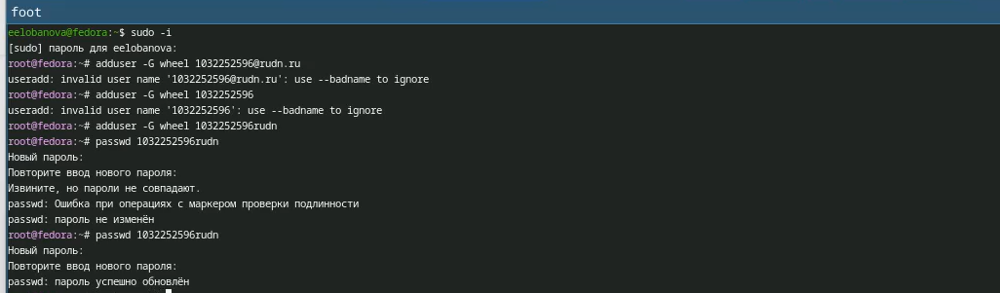 foot
eelobanova@fedora:~$ sudo -i
[sudo] пароль для eelobanova:
root@fedora:~# adduser -G wheel 1032252596@rudn.ru
useradd: invalid user name '1032252596@rudn.ru': use --badname to ignore
root@fedora:~# adduser -G wheel 1032252596
useradd: invalid user name '1032252596': use --badname to ignore
root@fedora:~# adduser -G wheel 1032252596rudn
root@fedora:~# passwd 1032252596rudn
Новый пароль:
Повторите ввод нового пароля:
Извините, но пароли не совпадают.
passwd: Ошибка при операциях с маркером проверки подлинности
passwd: пароль не изменён
root@fedora:~# passwd 1032252596rudn
Новый пароль:
Повторите ввод нового пароля:
passwd: пароль успешно обновлён